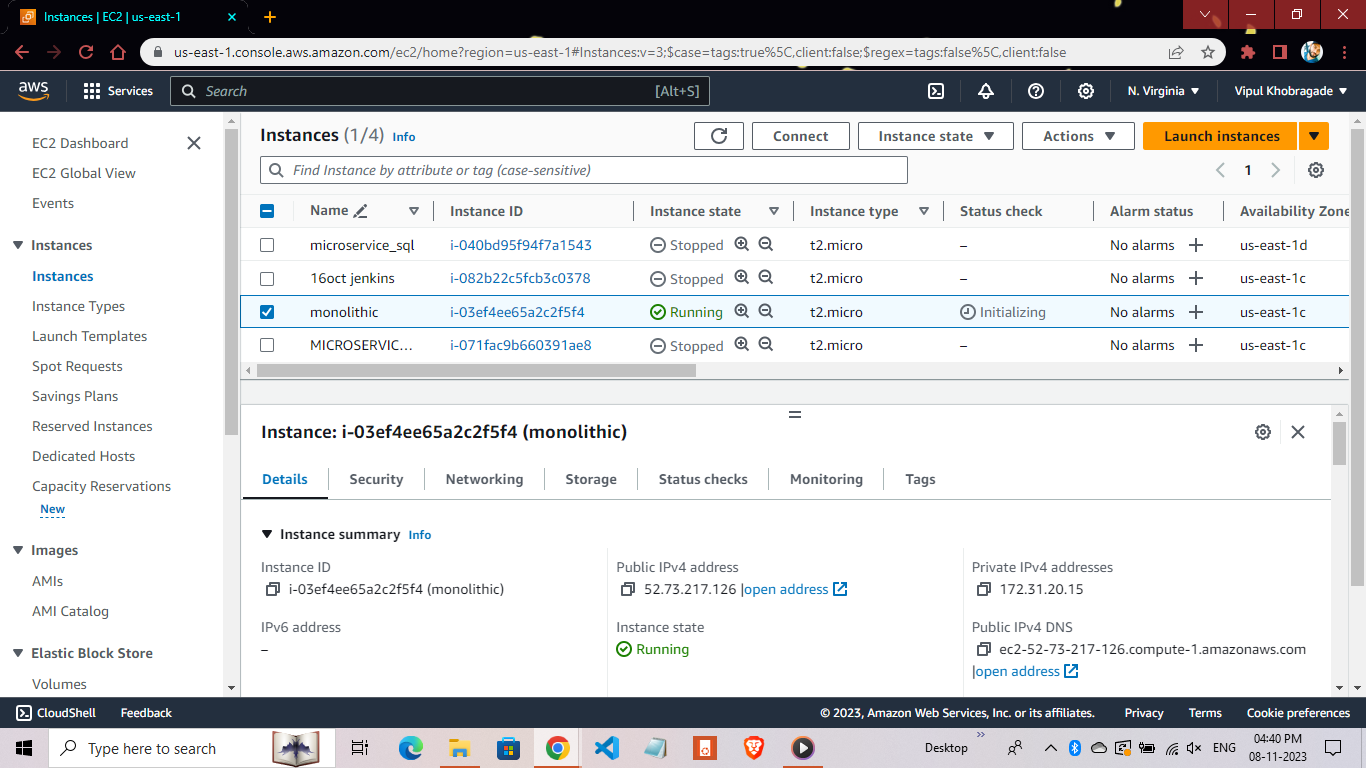 Instances | EC2 | us-east-1
us-east-1.console.aws.amazon.com/ec2/home?region=us-east-1#Instances:v=3;$case=tags:true%5C,client:false;$regex=tags:false%5C,client:false
aws Services Search [Alt+S] N. Virginia Vipul Khobragade
EC2 Dashboard
EC2 Global View
Events
Instances
Instances
Instance Types
Launch Templates
Spot Requests
Savings Plans
Reserved Instances
Dedicated Hosts
Capacity Reservations
New
Images
AMIs
AMI Catalog
Elastic Block Store
Volumes
Instances (1/4) Info Connect Instance state Actions Launch instances
Find Instance by attribute or tag (case-sensitive) 1
Name Instance ID Instance state Instance type Status check Alarm status Availability Zone
microservice_sql i-040bd95f94f7a1543 Stopped t2.micro – No alarms us-east-1d
16oct jenkins i-082b22c5fcb3c0378 Stopped t2.micro – No alarms us-east-1c
monolithic i-03ef4ee65a2c2f5f4 Running t2.micro Initializing No alarms us-east-1c
MICROSERVIC... i-071fac9b660391ae8 Stopped t2.micro – No alarms us-east-1c
Instance: i-03ef4ee65a2c2f5f4 (monolithic)
Details Security Networking Storage Status checks Monitoring Tags
Instance summary Info
Instance ID
i-03ef4ee65a2c2f5f4 (monolithic)
IPv6 address
–
Public IPv4 address
52.73.217.126 |open address
Instance state
Running
Private IPv4 addresses
172.31.20.15
Public IPv4 DNS
ec2-52-73-217-126.compute-1.amazonaws.com
|open address
CloudShell Feedback © 2023, Amazon Web Services, Inc. or its affiliates. Privacy Terms Cookie preferences
Type here to search Desktop ENG 04:40 PM
08-11-2023